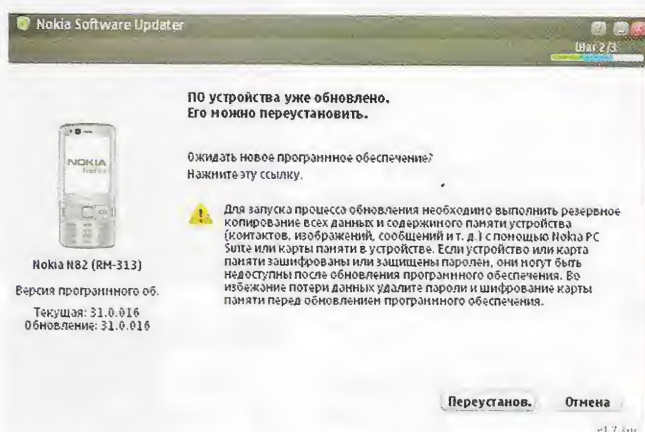 Nokia Software Updater
Шаг 2/3
ПО устройства уже обновлено.
Его можно переустановить.
Ожидать новое программное обеспечение?
Нажмите эту ссылку.
Для запуска процесса обновления необходимо выполнить резервное
копирование всех данных и содержимого памяти устройства
(контактов, изображений, сообщений и т. д.) с помощью Nokia PC
Suite или карты памяти в устройстве. Если устройство или карта
памяти зашифрованы или защищены паролем, они могут быть
недоступны после обновления программного обеспечения. Во
избежание потери данных удалите пароли и шифрование карты
памяти перед обновлением программного обеспечения.
NOKIA
Nokia N82 (RM-313)
Версия программного об.
Текущая: 31.0.016
Обновление: 31.0.016
Переустанов.
Отмена